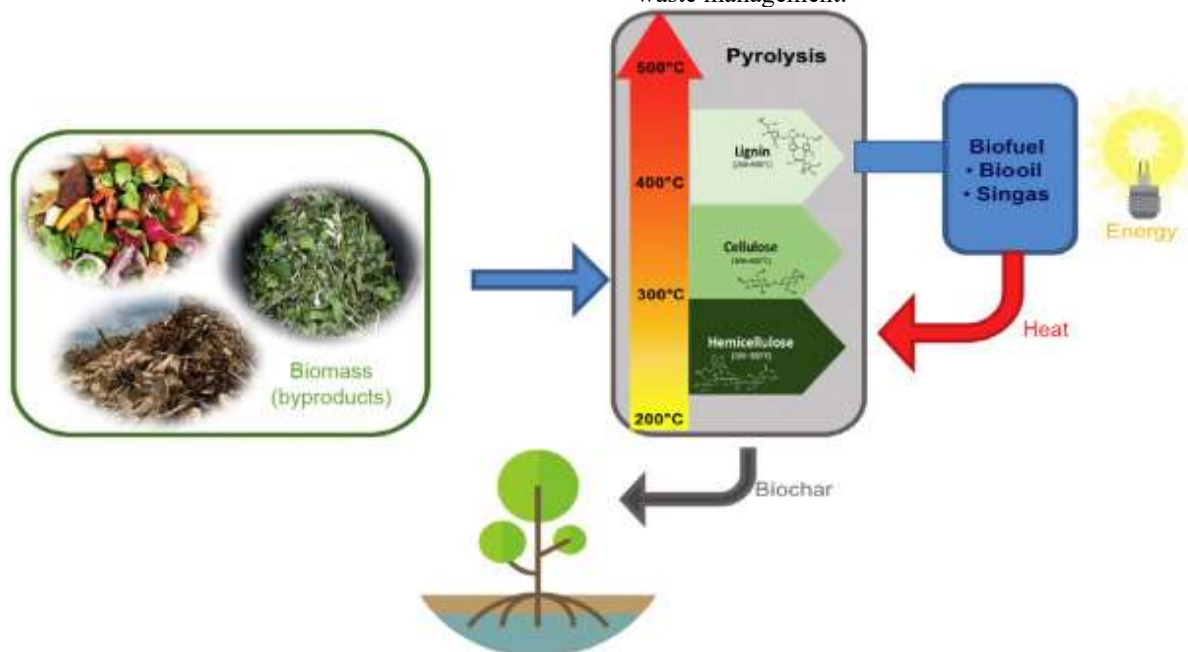 waste management.
Pyrolysis
500°C
400°C
300°C
200°C
Lignin
Cellulose
Hemicellulose
Biofuel
• Biooil
• Singas
Energy
Heat
Biomass
(byproducts)
Biochar